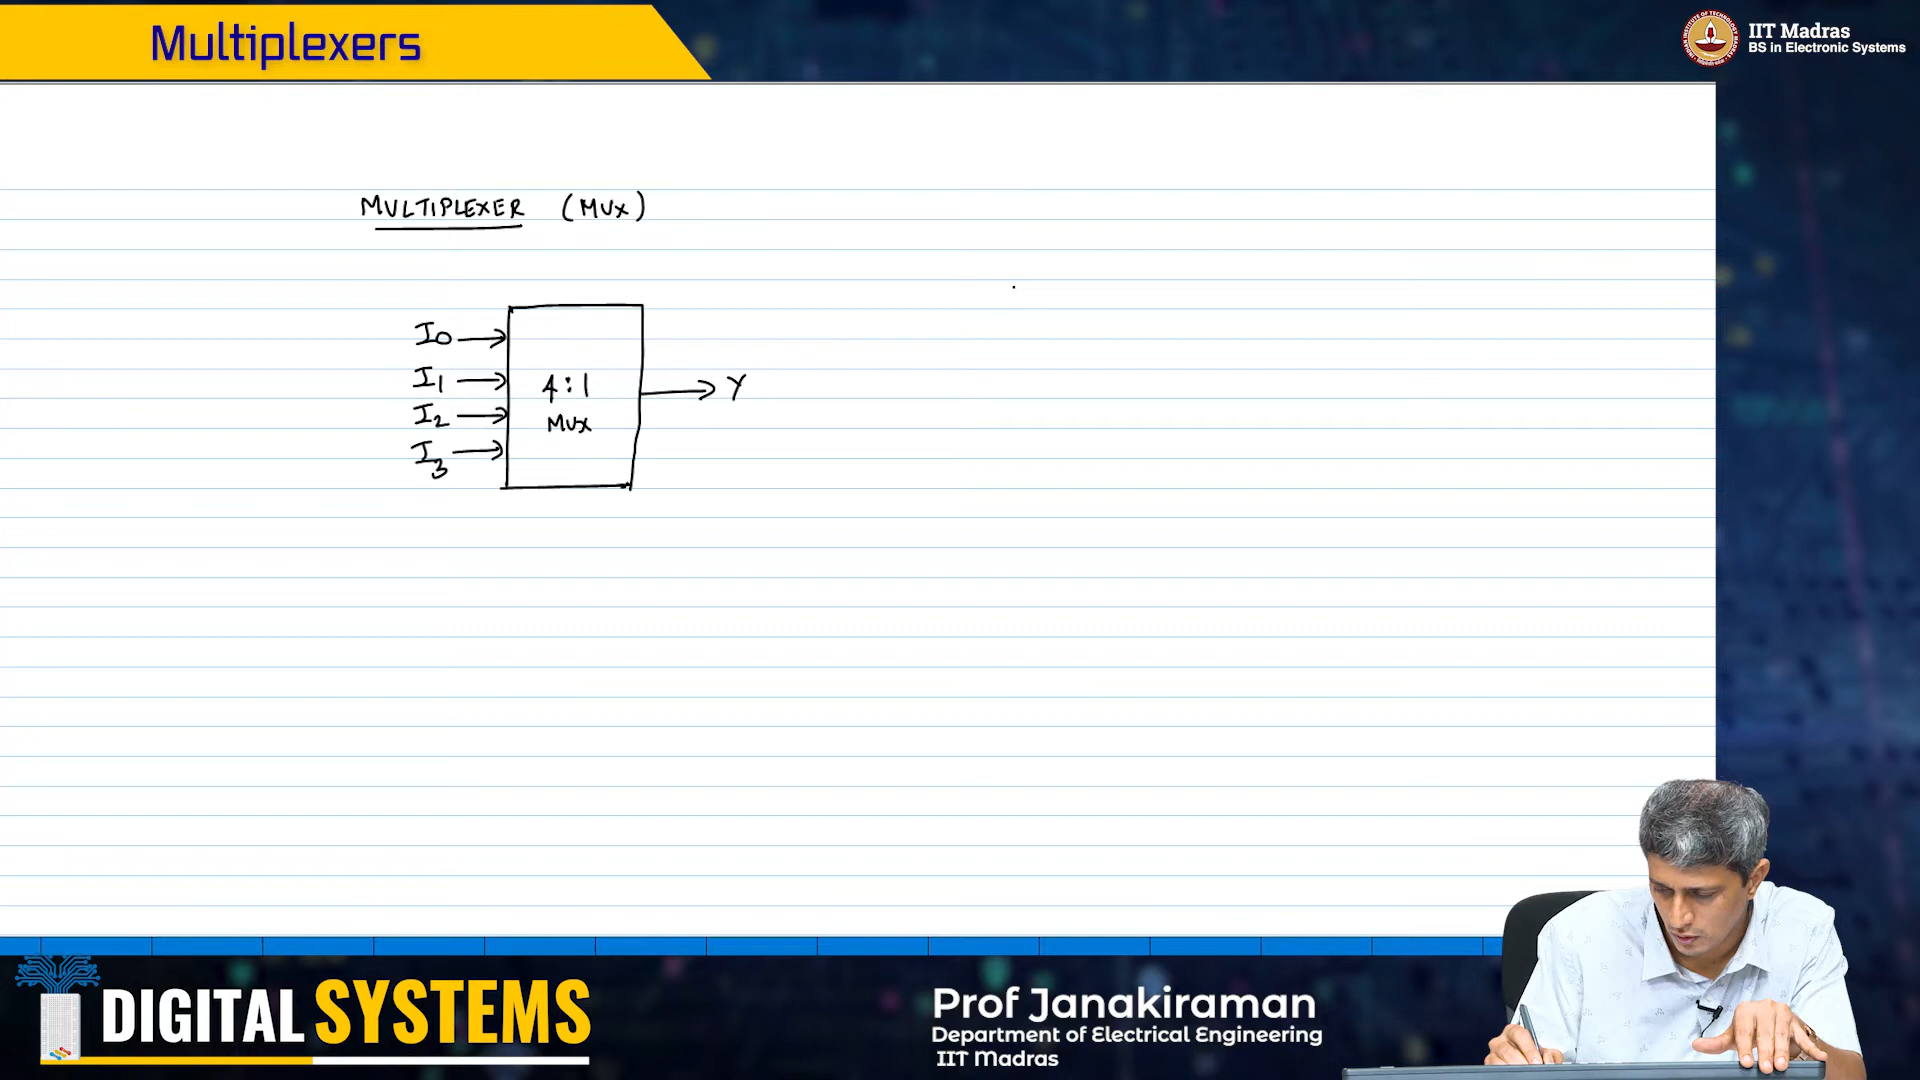 Multiplexers
IIT Madras
BS in Electronic Systems
MULTIPLEXER (MUX)
I0
I1
I2
I3
4:1
MUX
Y
DIGITAL SYSTEMS
Prof Janakiraman
Department of Electrical Engineering
IIT Madras